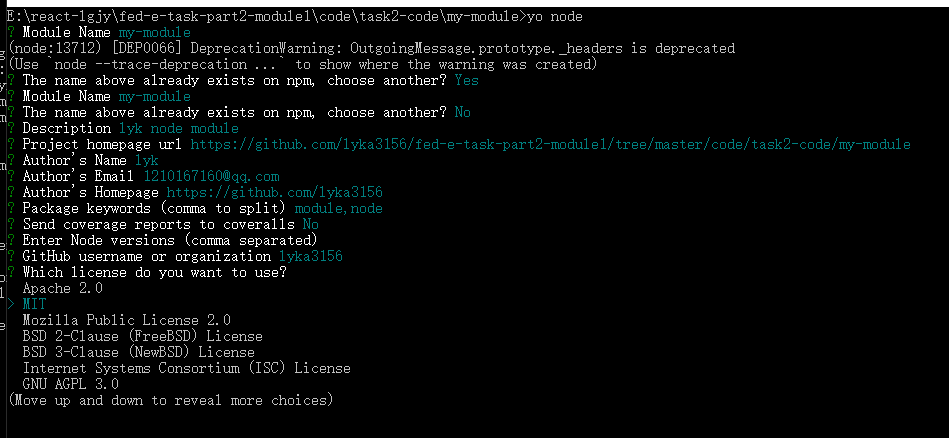 E:\react-lgjy\fed-e-task-part2-module1\code\task2-code\my-module>yo node
? Module Name my-module
(node:13712) [DEP0066] DeprecationWarning: OutgoingMessage.prototype._headers is deprecated
(Use `node --trace-deprecation ...` to show where the warning was created)
? The name above already exists on npm, choose another? Yes
? Module Name my-module
? The name above already exists on npm, choose another? No
? Description lyk node module
? Project homepage url https://github.com/lyka3156/fed-e-task-part2-module1/tree/master/code/task2-code/my-module
? Author's Name lyk
? Author's Email 1210167160@qq.com
? Author's Homepage https://github.com/lyka3156
? Package keywords (comma to split) module,node
? Send coverage reports to coveralls No
? Enter Node versions (comma separated)
? GitHub username or organization lyka3156
? Which license do you want to use?
Apache 2.0
> MIT
Mozilla Public License 2.0
BSD 2-Clause (FreeBSD) License
BSD 3-Clause (NewBSD) License
Internet Systems Consortium (ISC) License
GNU AGPL 3.0
(Move up and down to reveal more choices)